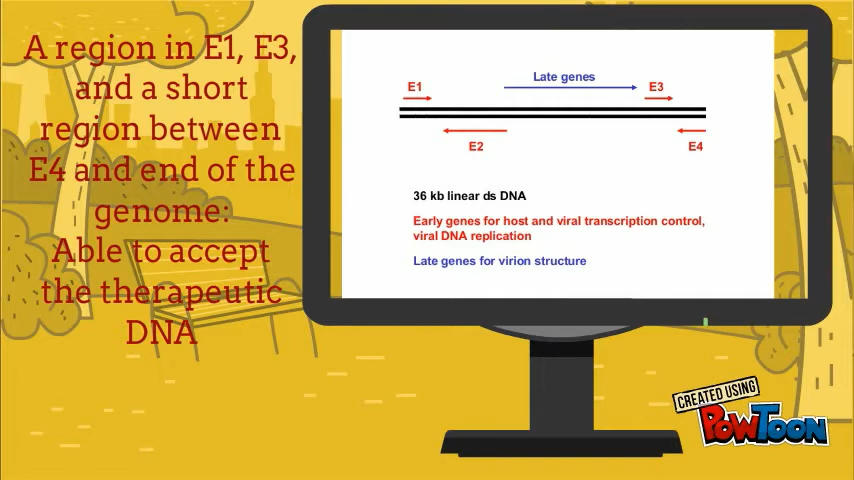 A region in E1, E3,
and a short
region between
E4 and end of the
genome:
Able to accept
the therapeutic
DNA
Late genes
E1
E3
E2
E4
36 kb linear ds DNA
Early genes for host and viral transcription control,
viral DNA replication
Late genes for virion structure
CREATED USING
POWTOON